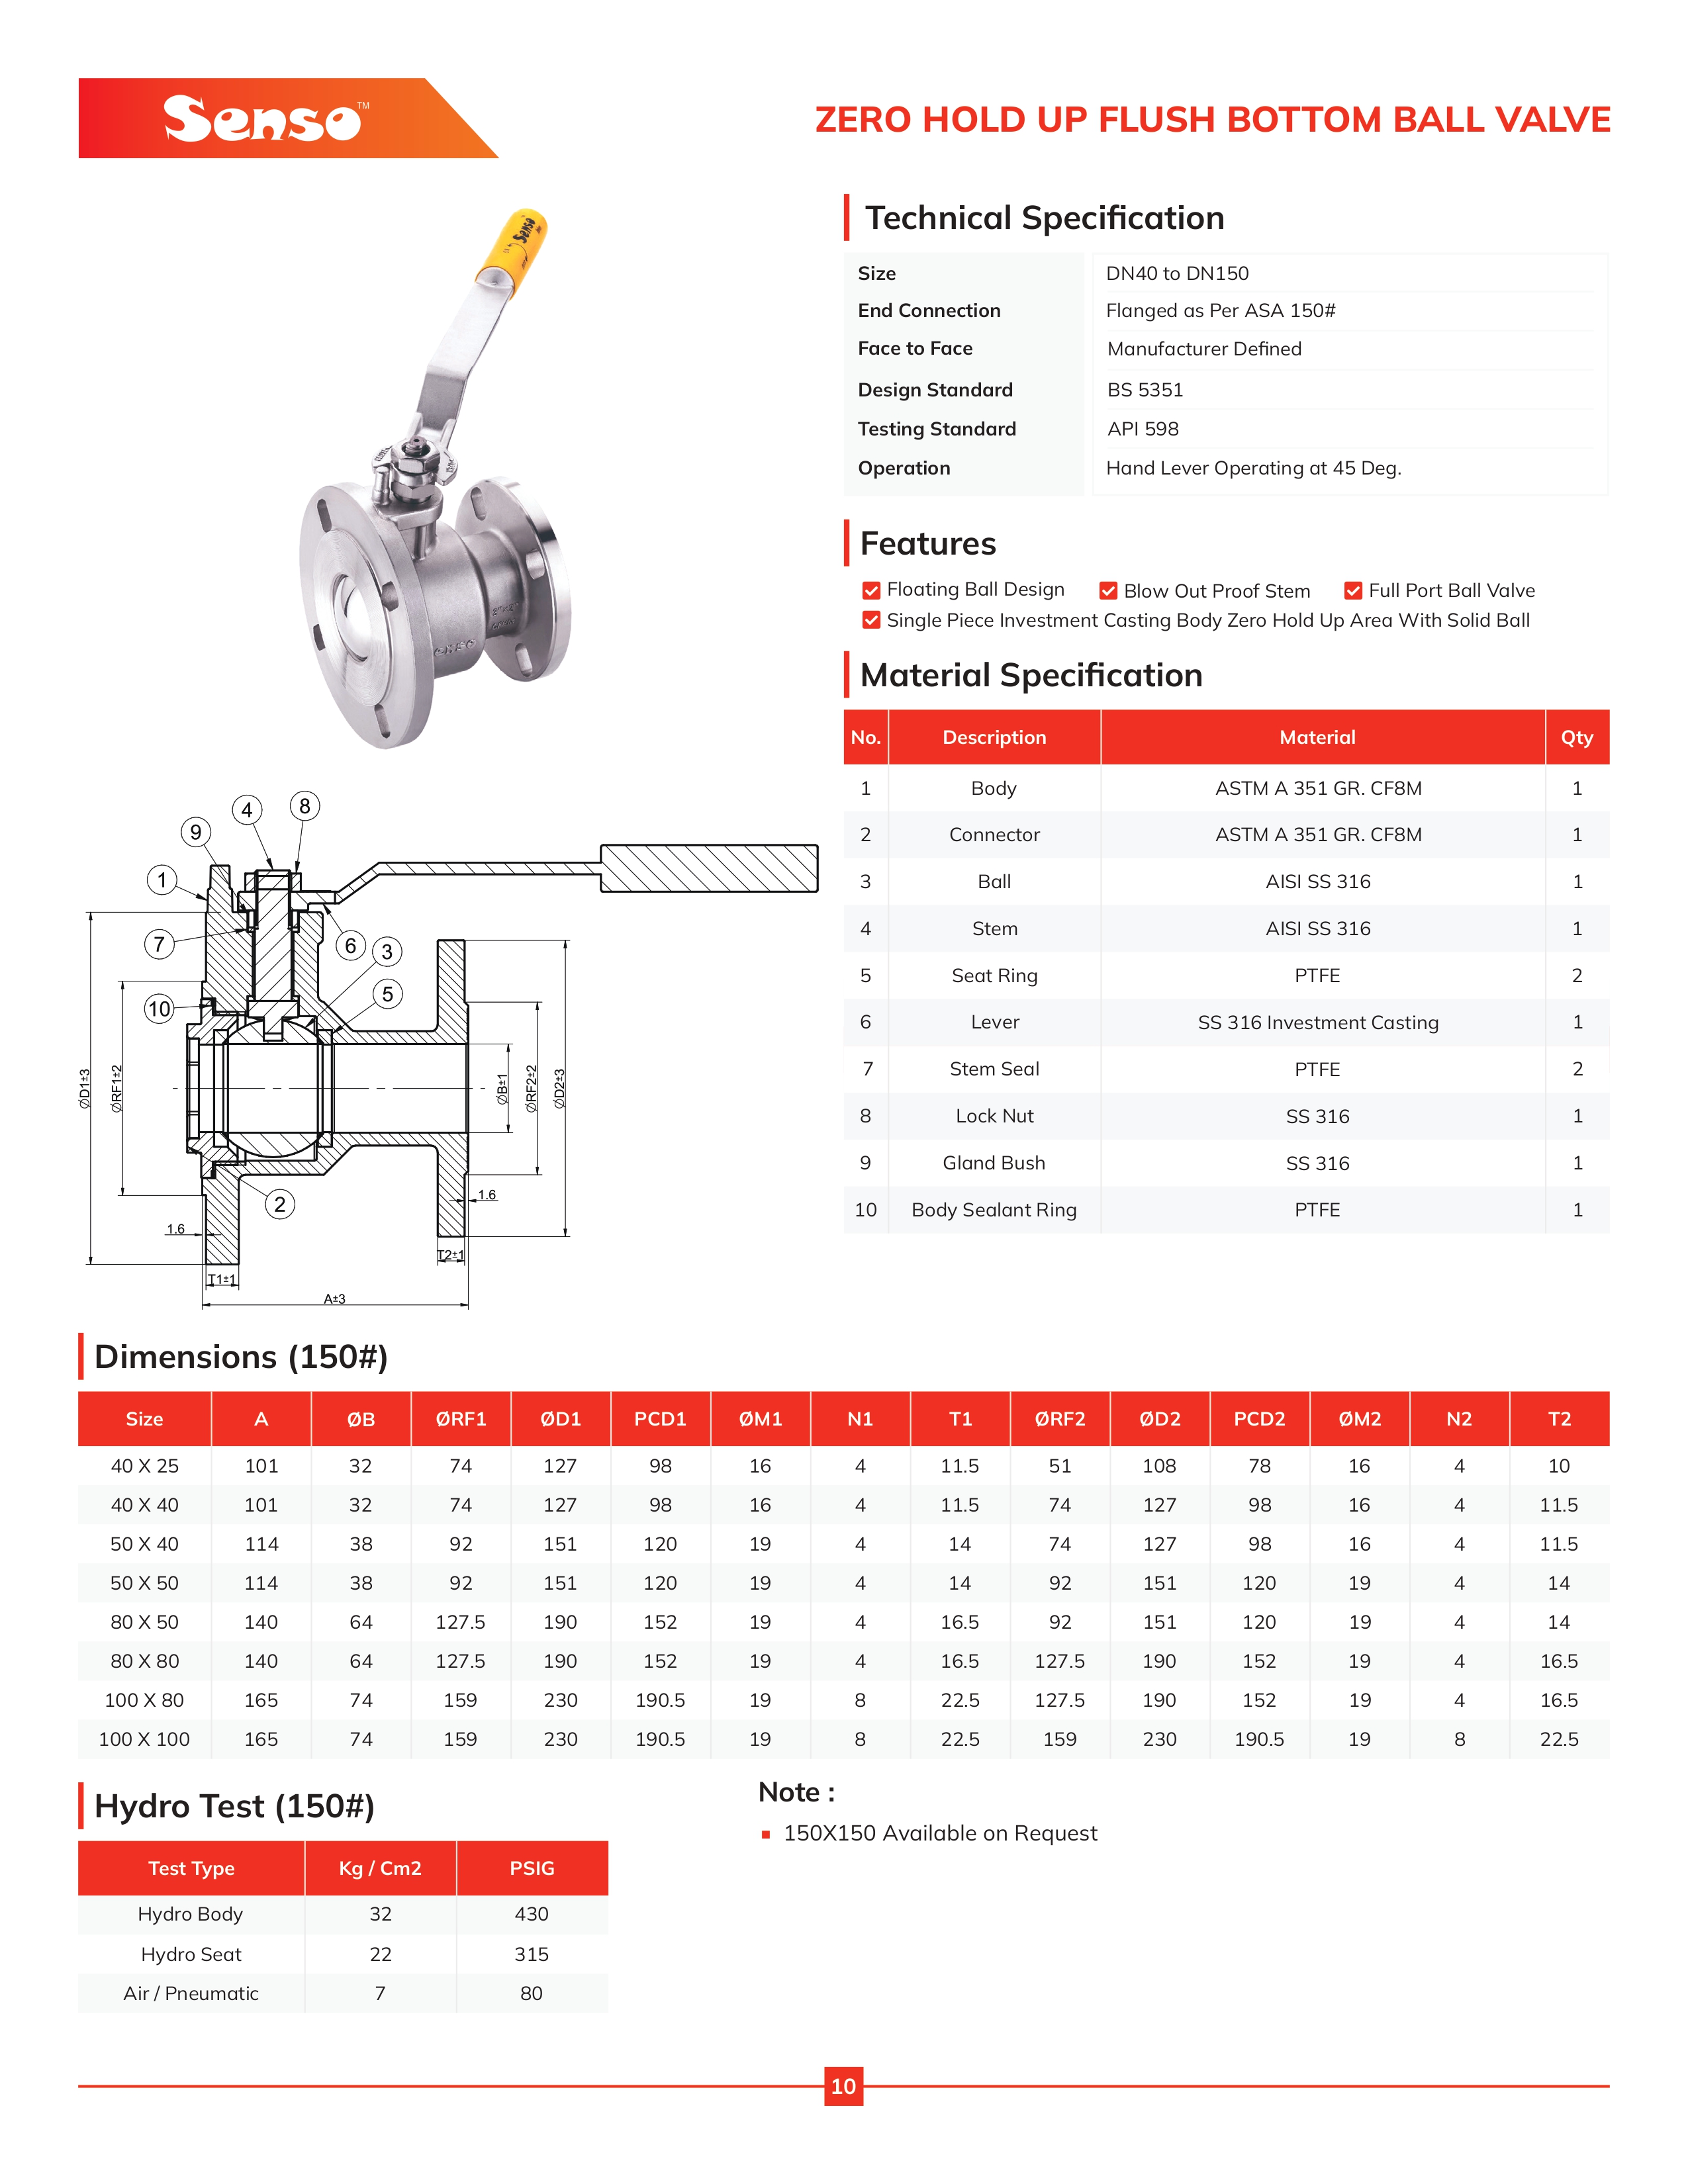 Senso™
ZERO HOLD UP FLUSH BOTTOM BALL VALVE
Senso
Technical Specification
Size DN40 to DN150
End Connection Flanged as Per ASA 150#
Face to Face Manufacturer Defined
Design Standard BS 5351
Testing Standard API 598
Operation Hand Lever Operating at 45 Deg.
Features
Floating Ball Design Blow Out Proof Stem Full Port Ball Valve
Single Piece Investment Casting Body Zero Hold Up Area With Solid Ball
Material Specification
No. Description Material Qty
1 Body ASTM A 351 GR. CF8M 1
2 Connector ASTM A 351 GR. CF8M 1
3 Ball AISI SS 316 1
4 Stem AISI SS 316 1
5 Seat Ring PTFE 2
6 Lever SS 316 Investment Casting 1
7 Stem Seal PTFE 2
8 Lock Nut SS 316 1
9 Gland Bush SS 316 1
10 Body Sealant Ring PTFE 1
4 8
9
1
7 6 3
10 5
ØD1±3 ØRF1±2 ØB±1 ØRF2±2 ØD2±3
2
1.6
1.6
T2±1
T1±1
A±3
Dimensions (150#)
Size A ØB ØRF1 ØD1 PCD1 ØM1 N1 T1 ØRF2 ØD2 PCD2 ØM2 N2 T2
40 X 25 101 32 74 127 98 16 4 11.5 51 108 78 16 4 10
40 X 40 101 32 74 127 98 16 4 11.5 74 127 98 16 4 11.5
50 X 40 114 38 92 151 120 19 4 14 74 127 98 16 4 11.5
50 X 50 114 38 92 151 120 19 4 14 92 151 120 19 4 14
80 X 50 140 64 127.5 190 152 19 4 16.5 92 151 120 19 4 14
80 X 80 140 64 127.5 190 152 19 4 16.5 127.5 190 152 19 4 16.5
100 X 80 165 74 159 230 190.5 19 8 22.5 127.5 190 152 19 4 16.5
100 X 100 165 74 159 230 190.5 19 8 22.5 159 230 190.5 19 8 22.5
Hydro Test (150#)
Test Type Kg / Cm2 PSIG
Hydro Body 32 430
Hydro Seat 22 315
Air / Pneumatic 7 80
Note :
150X150 Available on Request
10